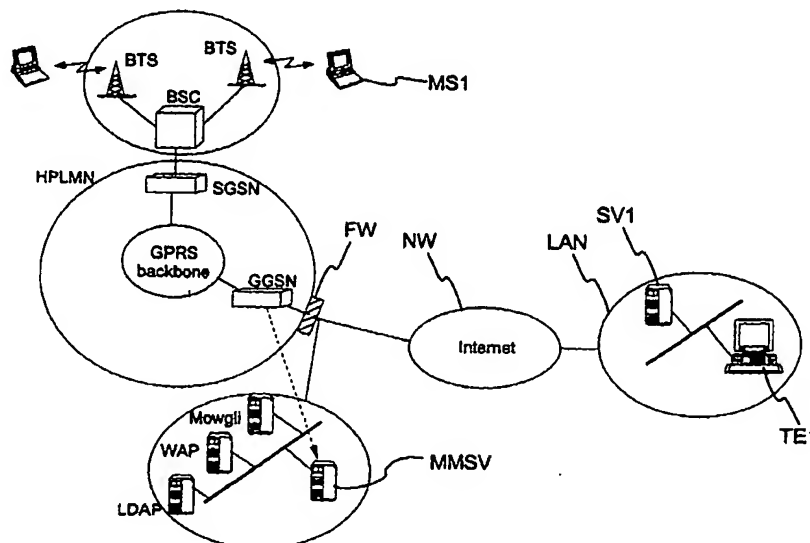 BTS
BTS
MS1
BSC
HPLMN
SGSN
FW
NW
SV1
LAN
GPRS
backbone
GGSN
Internet
TE1
Mowgli
WAP
MMSV
LDAP